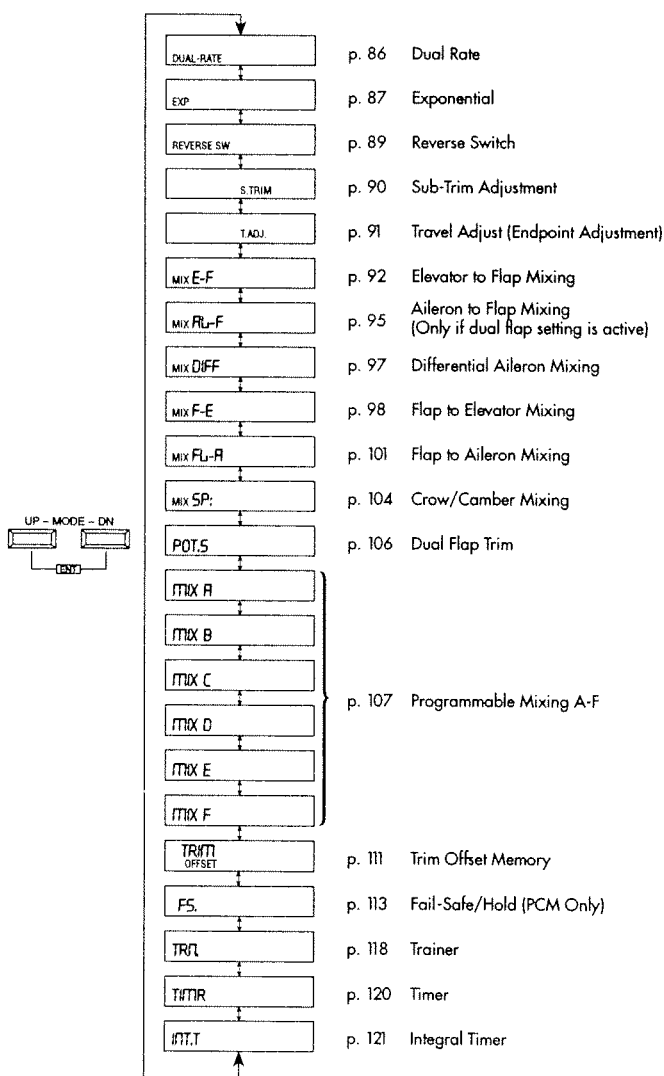 DUAL-RATE p. 86 Dual Rate
EXP p. 87 Exponential
REVERSE SW p. 89 Reverse Switch
S.TRIM p. 90 Sub-Trim Adjustment
T.ADJ. p. 91 Travel Adjust (Endpoint Adjustment)
MIX E-F p. 92 Elevator to Flap Mixing
MIX AL-F p. 95 Aileron to Flap Mixing
(Only if dual flap setting is active)
MIX DIFF p. 97 Differential Aileron Mixing
MIX F-E p. 98 Flap to Elevator Mixing
MIX FL-A p. 101 Flap to Aileron Mixing
MIX SP: p. 104 Crow/Camber Mixing
UP – MODE – DN
ENT
POT.S p. 106 Dual Flap Trim
MIX A
MIX B
MIX C
p. 107 Programmable Mixing A-F
MIX D
MIX E
MIX F
TRIM
OFFSET p. 111 Trim Offset Memory
FS. p. 113 Fail-Safe/Hold (PCM Only)
TRN. p. 118 Trainer
TIMR p. 120 Timer
INT.T p. 121 Integral Timer